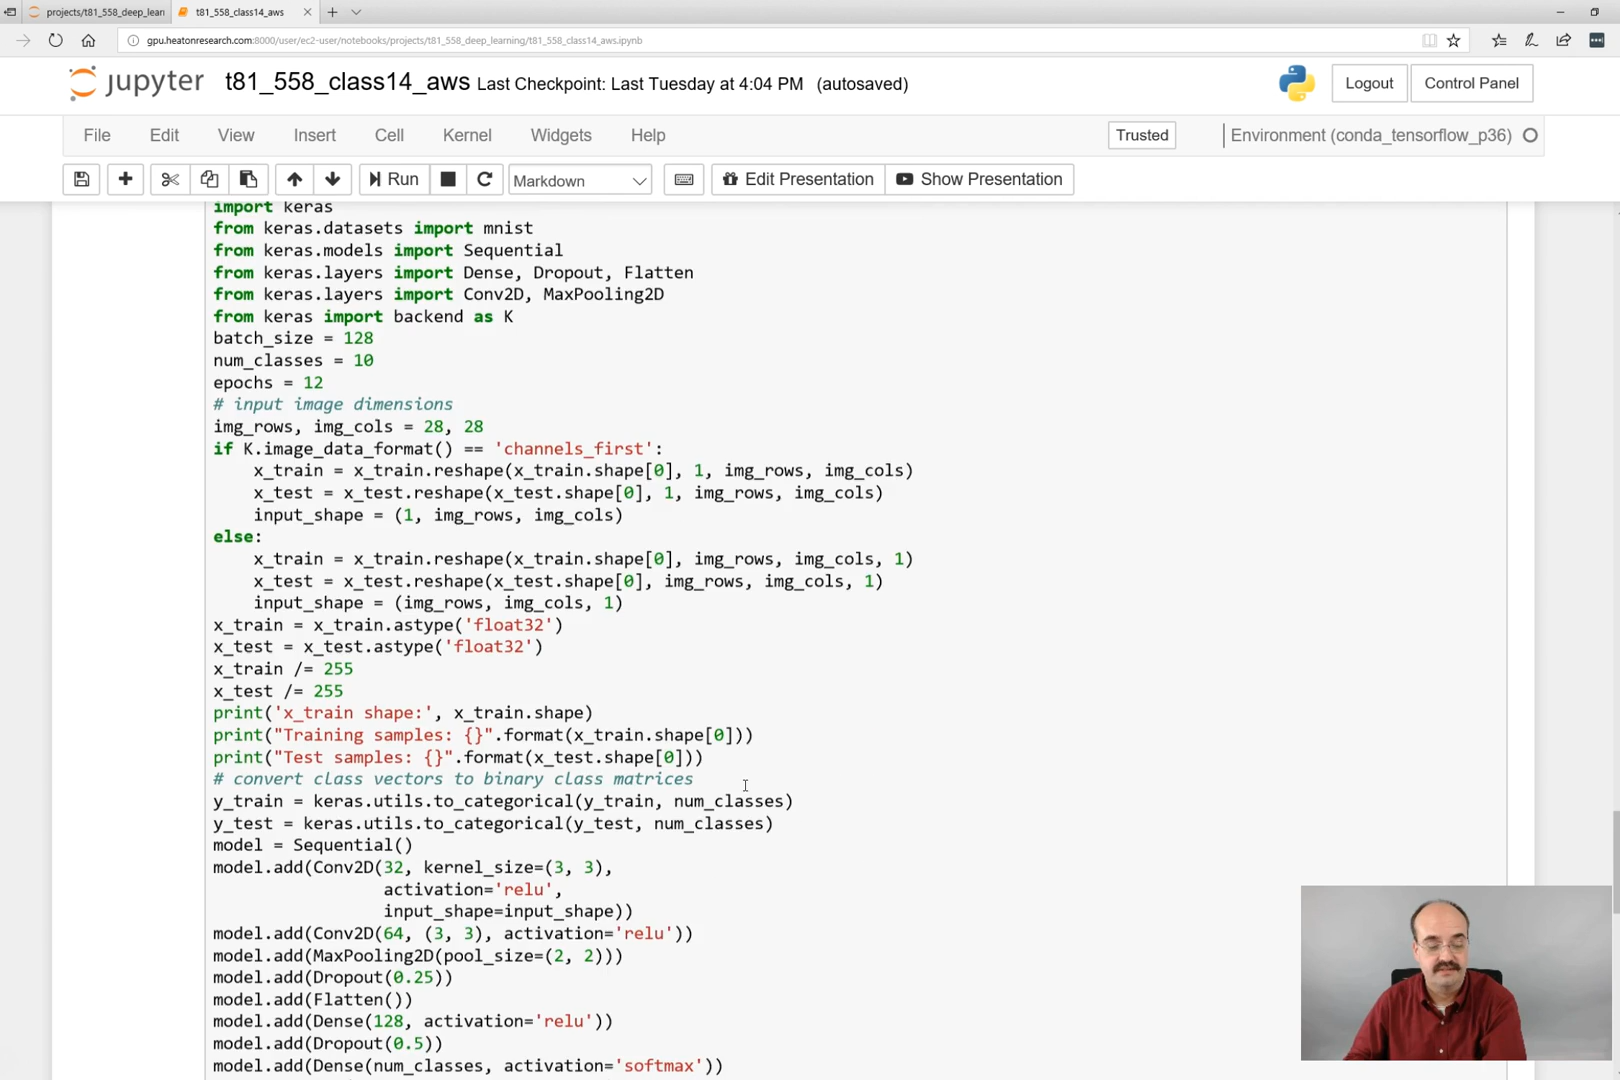 projects/t81_558_deep_learn
t81_558_class14_aws
gpu.heatonresearch.com:8000/user/ec2-user/notebooks/projects/t81_558_deep_learning/t81_558_class14_aws.ipynb
jupyter t81_558_class14_aws Last Checkpoint: Last Tuesday at 4:04 PM (autosaved)
Logout Control Panel
File Edit View Insert Cell Kernel Widgets Help
Trusted Environment (conda_tensorflow_p36)
Run Markdown Edit Presentation Show Presentation
import keras
from keras.datasets import mnist
from keras.models import Sequential
from keras.layers import Dense, Dropout, Flatten
from keras.layers import Conv2D, MaxPooling2D
from keras import backend as K
batch_size = 128
num_classes = 10
epochs = 12
# input image dimensions
img_rows, img_cols = 28, 28
if K.image_data_format() == 'channels_first':
    x_train = x_train.reshape(x_train.shape[0], 1, img_rows, img_cols)
    x_test = x_test.reshape(x_test.shape[0], 1, img_rows, img_cols)
    input_shape = (1, img_rows, img_cols)
else:
    x_train = x_train.reshape(x_train.shape[0], img_rows, img_cols, 1)
    x_test = x_test.reshape(x_test.shape[0], img_rows, img_cols, 1)
    input_shape = (img_rows, img_cols, 1)
x_train = x_train.astype('float32')
x_test = x_test.astype('float32')
x_train /= 255
x_test /= 255
print('x_train shape:', x_train.shape)
print("Training samples: {}".format(x_train.shape[0]))
print("Test samples: {}".format(x_test.shape[0]))
# convert class vectors to binary class matrices
y_train = keras.utils.to_categorical(y_train, num_classes)
y_test = keras.utils.to_categorical(y_test, num_classes)
model = Sequential()
model.add(Conv2D(32, kernel_size=(3, 3),
                 activation='relu',
                 input_shape=input_shape))
model.add(Conv2D(64, (3, 3), activation='relu'))
model.add(MaxPooling2D(pool_size=(2, 2)))
model.add(Dropout(0.25))
model.add(Flatten())
model.add(Dense(128, activation='relu'))
model.add(Dropout(0.5))
model.add(Dense(num_classes, activation='softmax'))